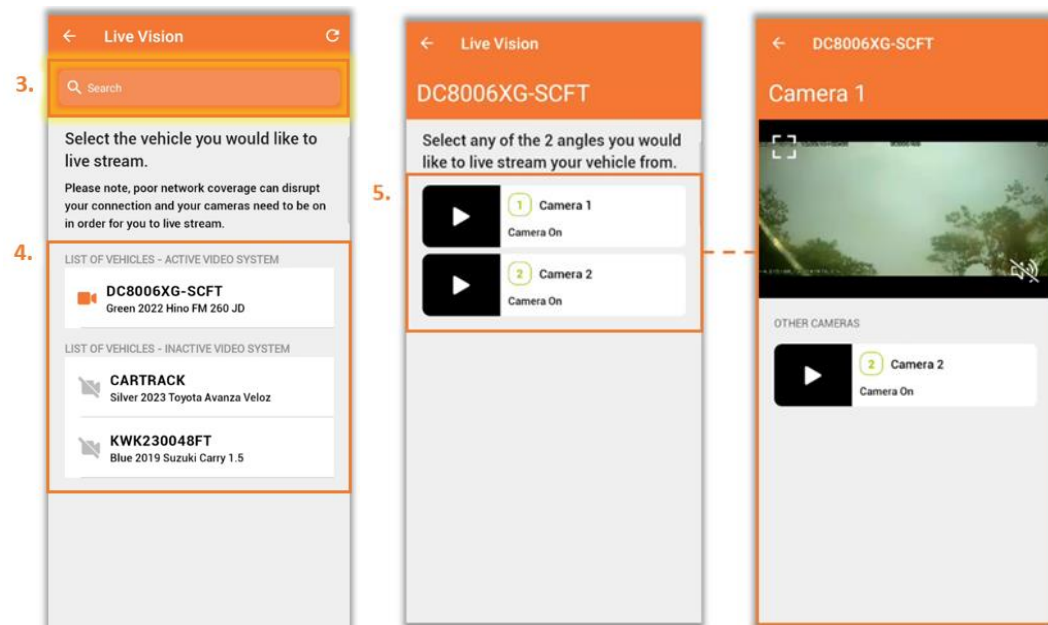 Live Vision
3.
Search
Select the vehicle you would like to
live stream.
Please note, poor network coverage can disrupt
your connection and your cameras need to be on
in order for you to live stream.
4.
LIST OF VEHICLES - ACTIVE VIDEO SYSTEM
DC8006XG-SCFT
Green 2022 Hino FM 260 JD
LIST OF VEHICLES - INACTIVE VIDEO SYSTEM
CARTRACK
Silver 2023 Toyota Avanza Veloz
KWK230048FT
Blue 2019 Suzuki Carry 1.5
Live Vision
DC8006XG-SCFT
Select any of the 2 angles you would
like to live stream your vehicle from.
5.
1 Camera 1
Camera On
2 Camera 2
Camera On
DC8006XG-SCFT
Camera 1
OTHER CAMERAS
2 Camera 2
Camera On